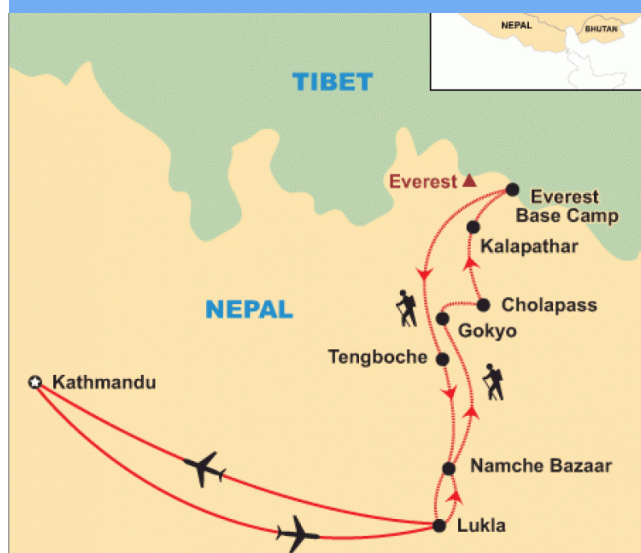 NEPAL
BHUTAN
TIBET
Everest
Everest
Base Camp
Kalapathar
Cholapass
NEPAL
Gokyo
Tengboche
Kathmandu
Namche Bazaar
Lukla